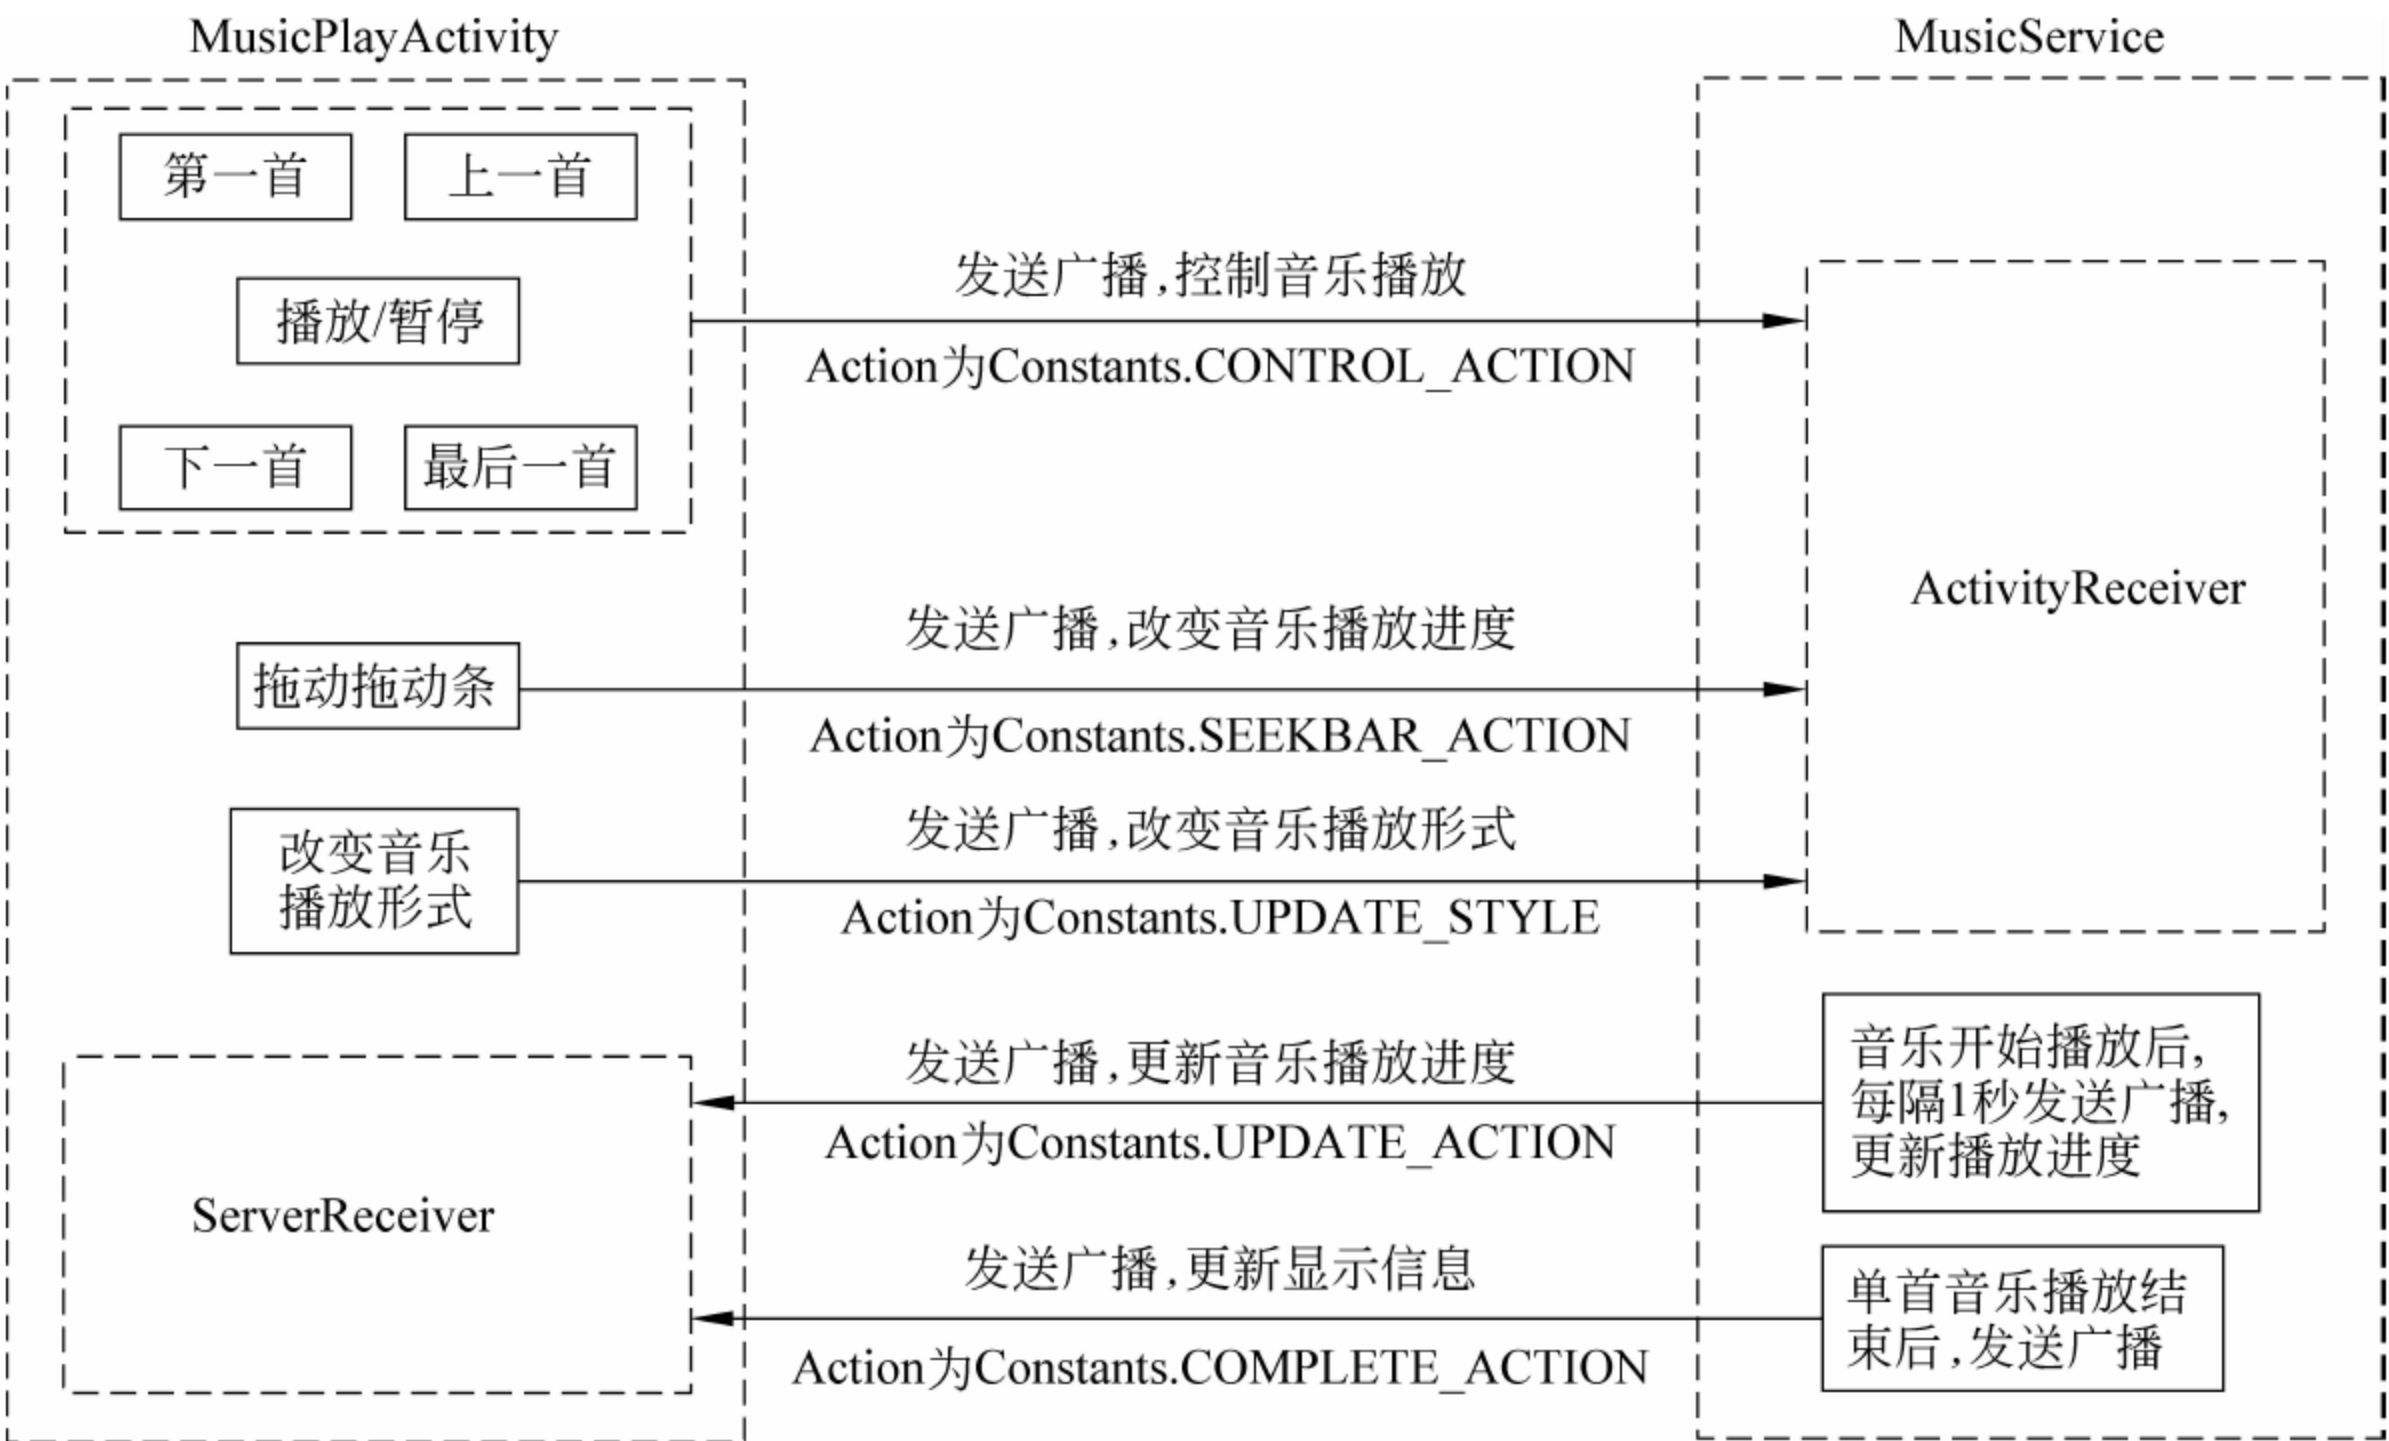 MusicPlayActivity
MusicService
第一首
上一首
播放/暂停
下一首
最后一首
发送广播,控制音乐播放
Action为Constants.CONTROL_ACTION
ActivityReceiver
发送广播,改变音乐播放进度
拖动拖动条
Action为Constants.SEEKBAR_ACTION
发送广播,改变音乐播放形式
改变音乐
播放形式
Action为Constants.UPDATE_STYLE
发送广播,更新音乐播放进度
Action为Constants.UPDATE_ACTION
音乐开始播放后,
每隔1秒发送广播,
更新播放进度
ServerReceiver
发送广播,更新显示信息
Action为Constants.COMPLETE_ACTION
单首音乐播放结
束后,发送广播